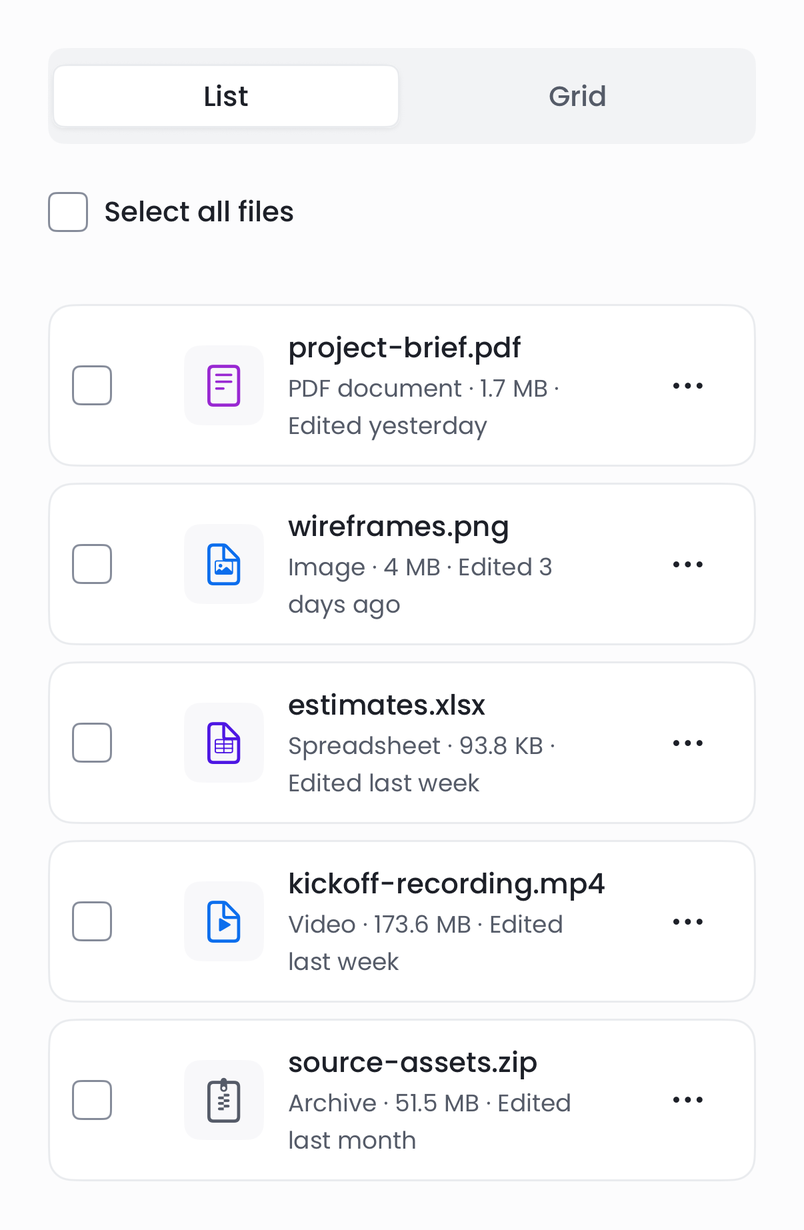 List
Grid
Select all files
project-brief.pdf
PDF document · 1.7 MB ·
Edited yesterday
wireframes.png
Image · 4 MB · Edited 3
days ago
estimates.xlsx
Spreadsheet · 93.8 KB ·
Edited last week
kickoff-recording.mp4
Video · 173.6 MB · Edited
last week
source-assets.zip
Archive · 51.5 MB · Edited
last month